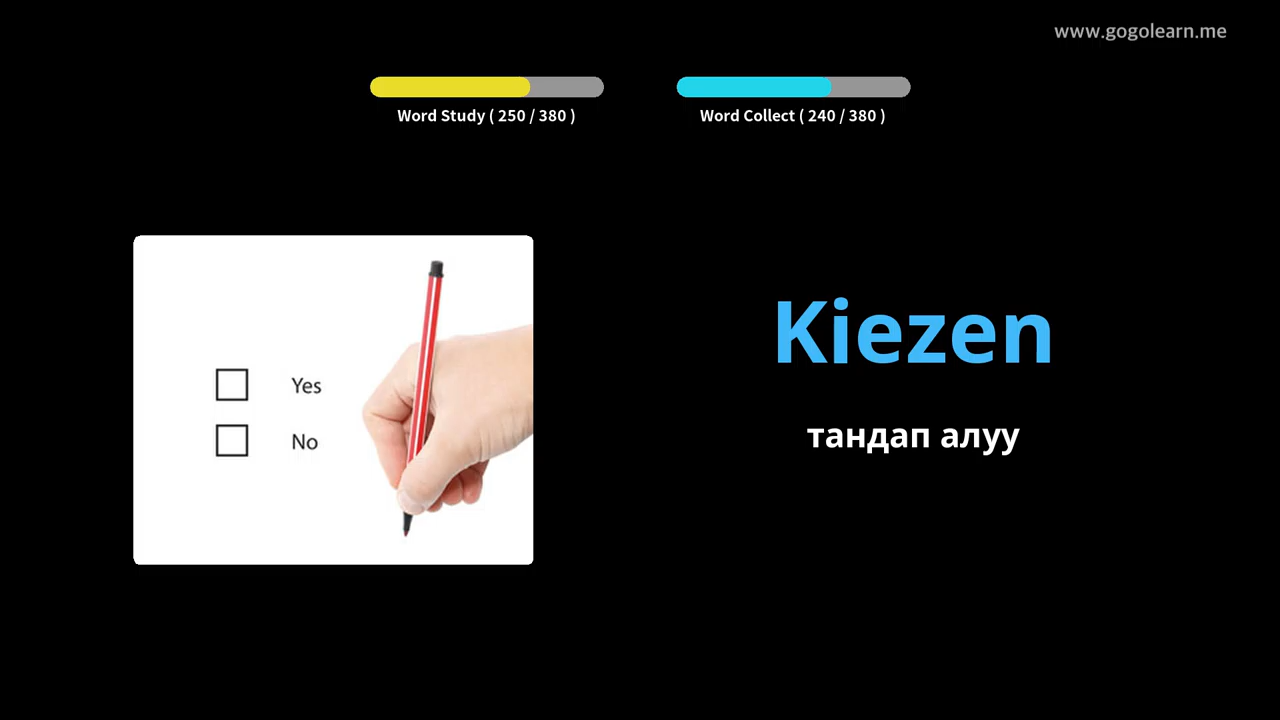 www.gogolearn.me
Word Study ( 250 / 380 )
Word Collect ( 240 / 380 )
Yes
No
Kiezen
тандап алуу